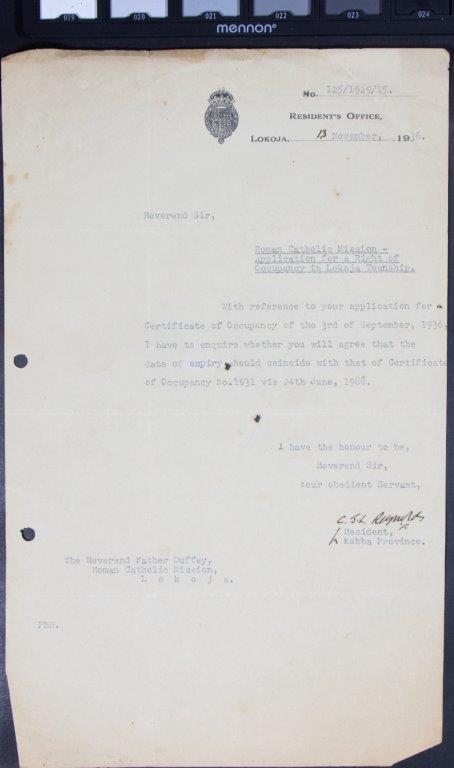 019 020 021 022 023 024
mennon
No. 125/1929/15.
RESIDENT'S OFFICE,
LOKOJA, 13 November, 1936.
Reverend Sir,
Roman Catholic Mission -
Application for a Right of
Occupancy in Lokoja Township.
With reference to your application for a
Certificate of Occupancy of the 3rd of September, 1936,
I have to enquire whether you will agree that the
date of expiry should coincide with that of Certificate
of Occupancy No.1631 viz 24th June, 1988.
I have the honour to be,
Reverend Sir,
Your obedient Servant,
Reynolds
Resident,
Kabba Province.
The Reverend Father Duffey,
Roman Catholic Mission,
L o k o j a.